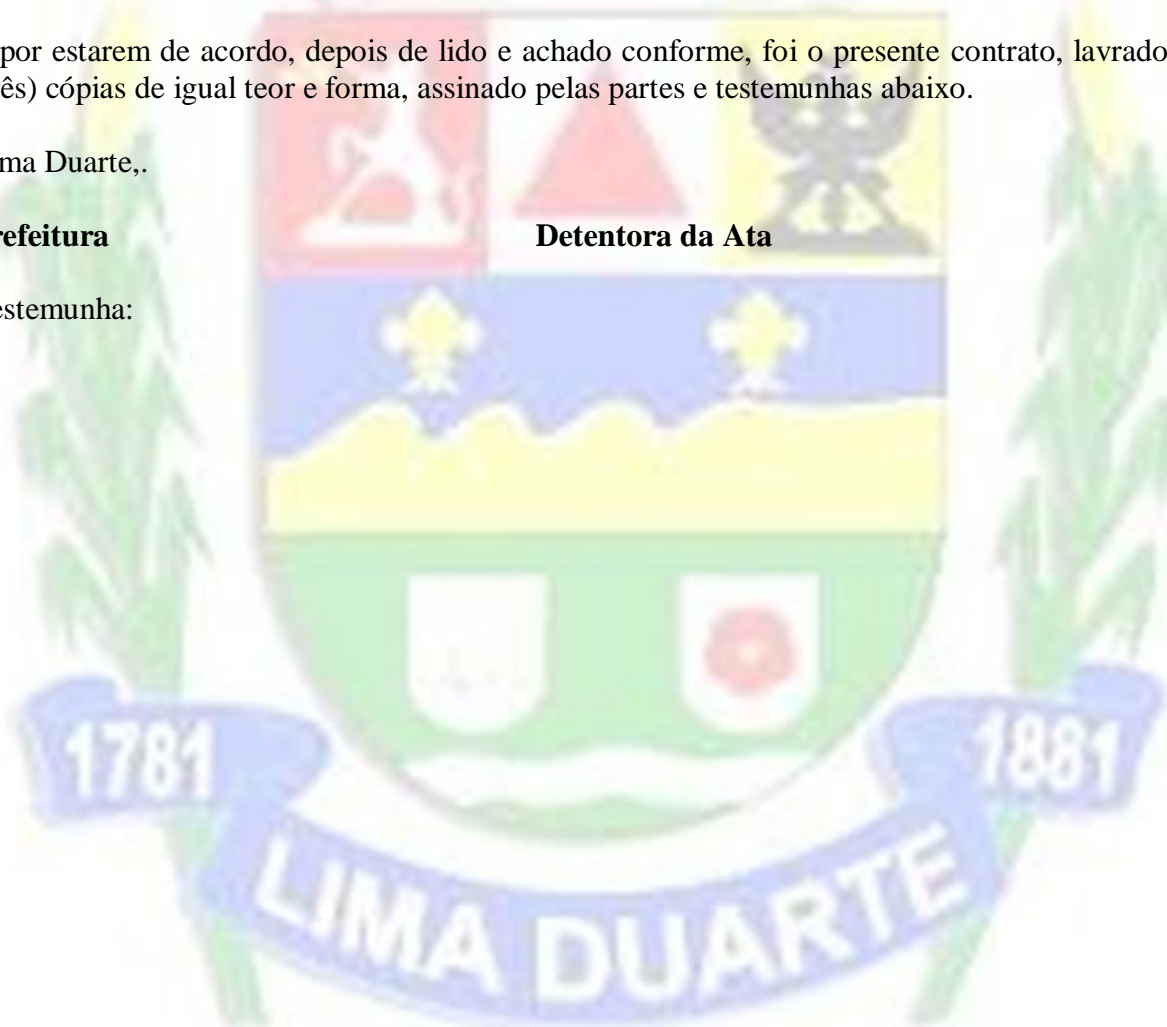 por estarem de acordo, depois de lido e achado conforme, foi o presente contrato, lavrado
ês) cópias de igual teor e forma, assinado pelas partes e testemunhas abaixo.
ma Duarte,.
refeitura Detentora da Ata
estemunha:
1781 1881
LIMA DUARTE